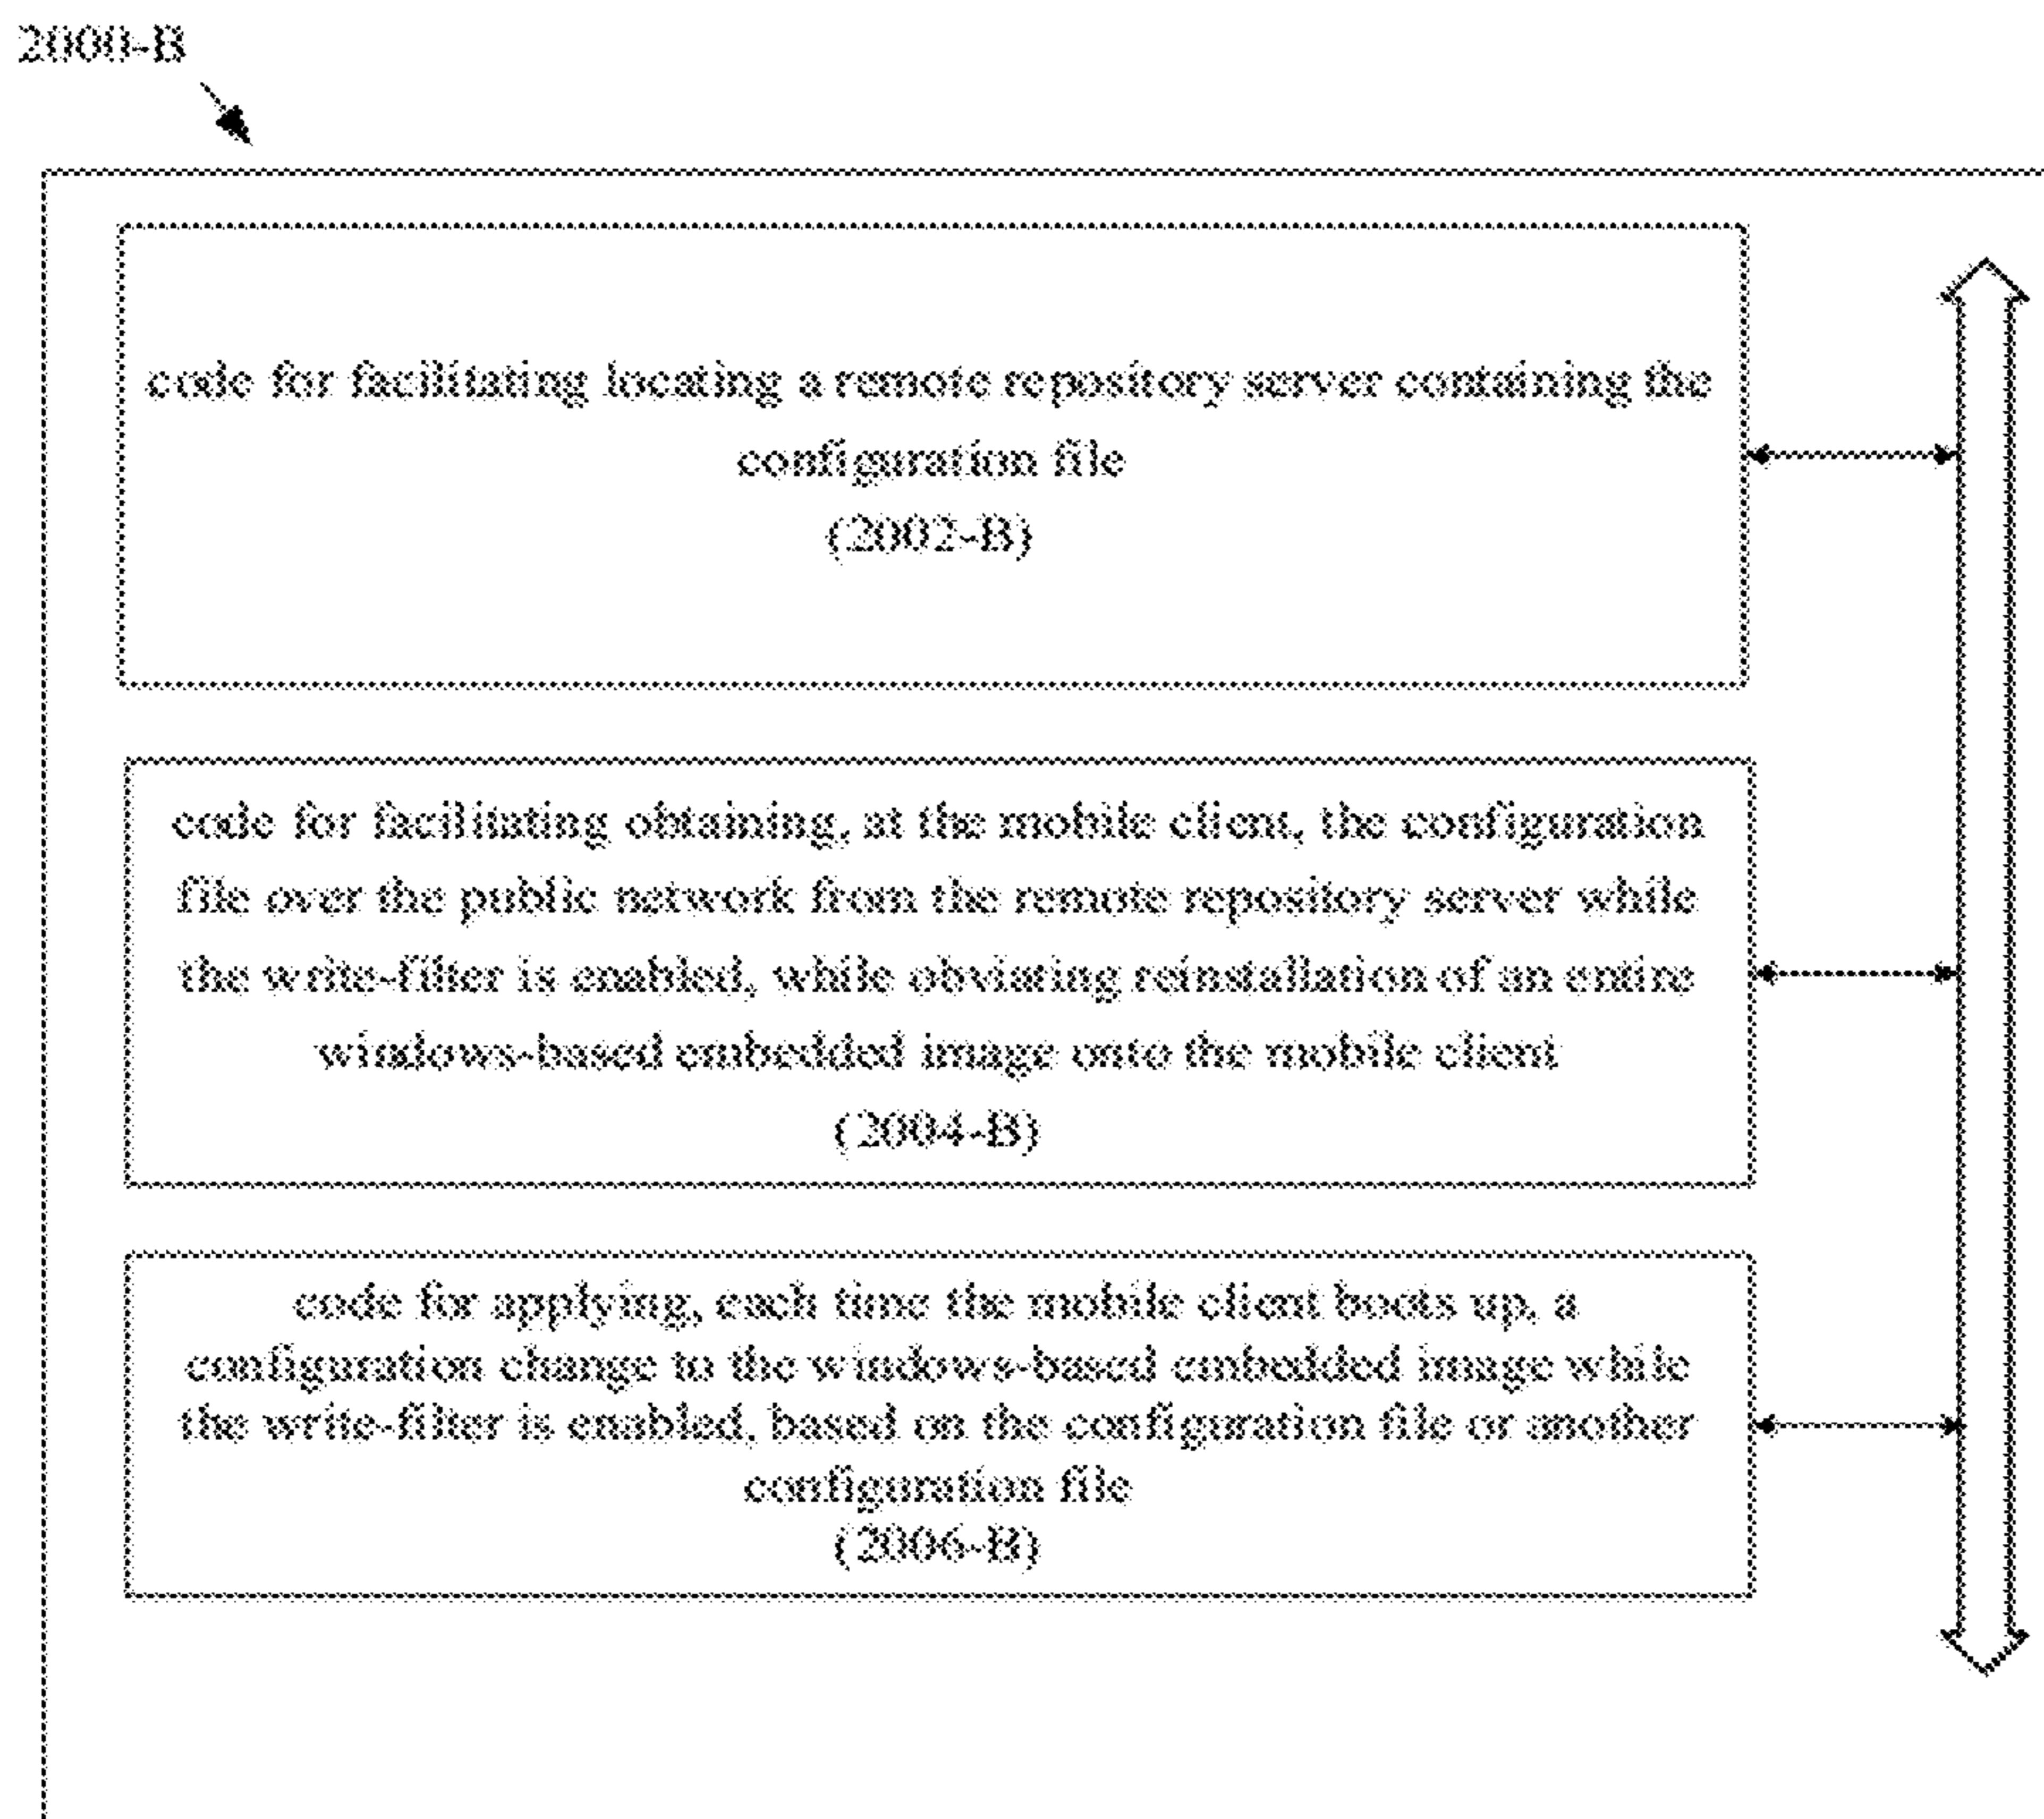 2000-B
code for facilitating locating a remote repository server containing the
configuration file
(2002-B)
code for facilitating obtaining, at the mobile client, the configuration
file over the public network from the remote repository server while
the write-filter is enabled, while obviating reinstallation of an entire
windows-based embedded image onto the mobile client
(2004-B)
code for applying, each time the mobile client boots up, a
configuration change to the windows-based embedded image while
the write-filter is enabled, based on the configuration file or another
configuration file
(2006-B)